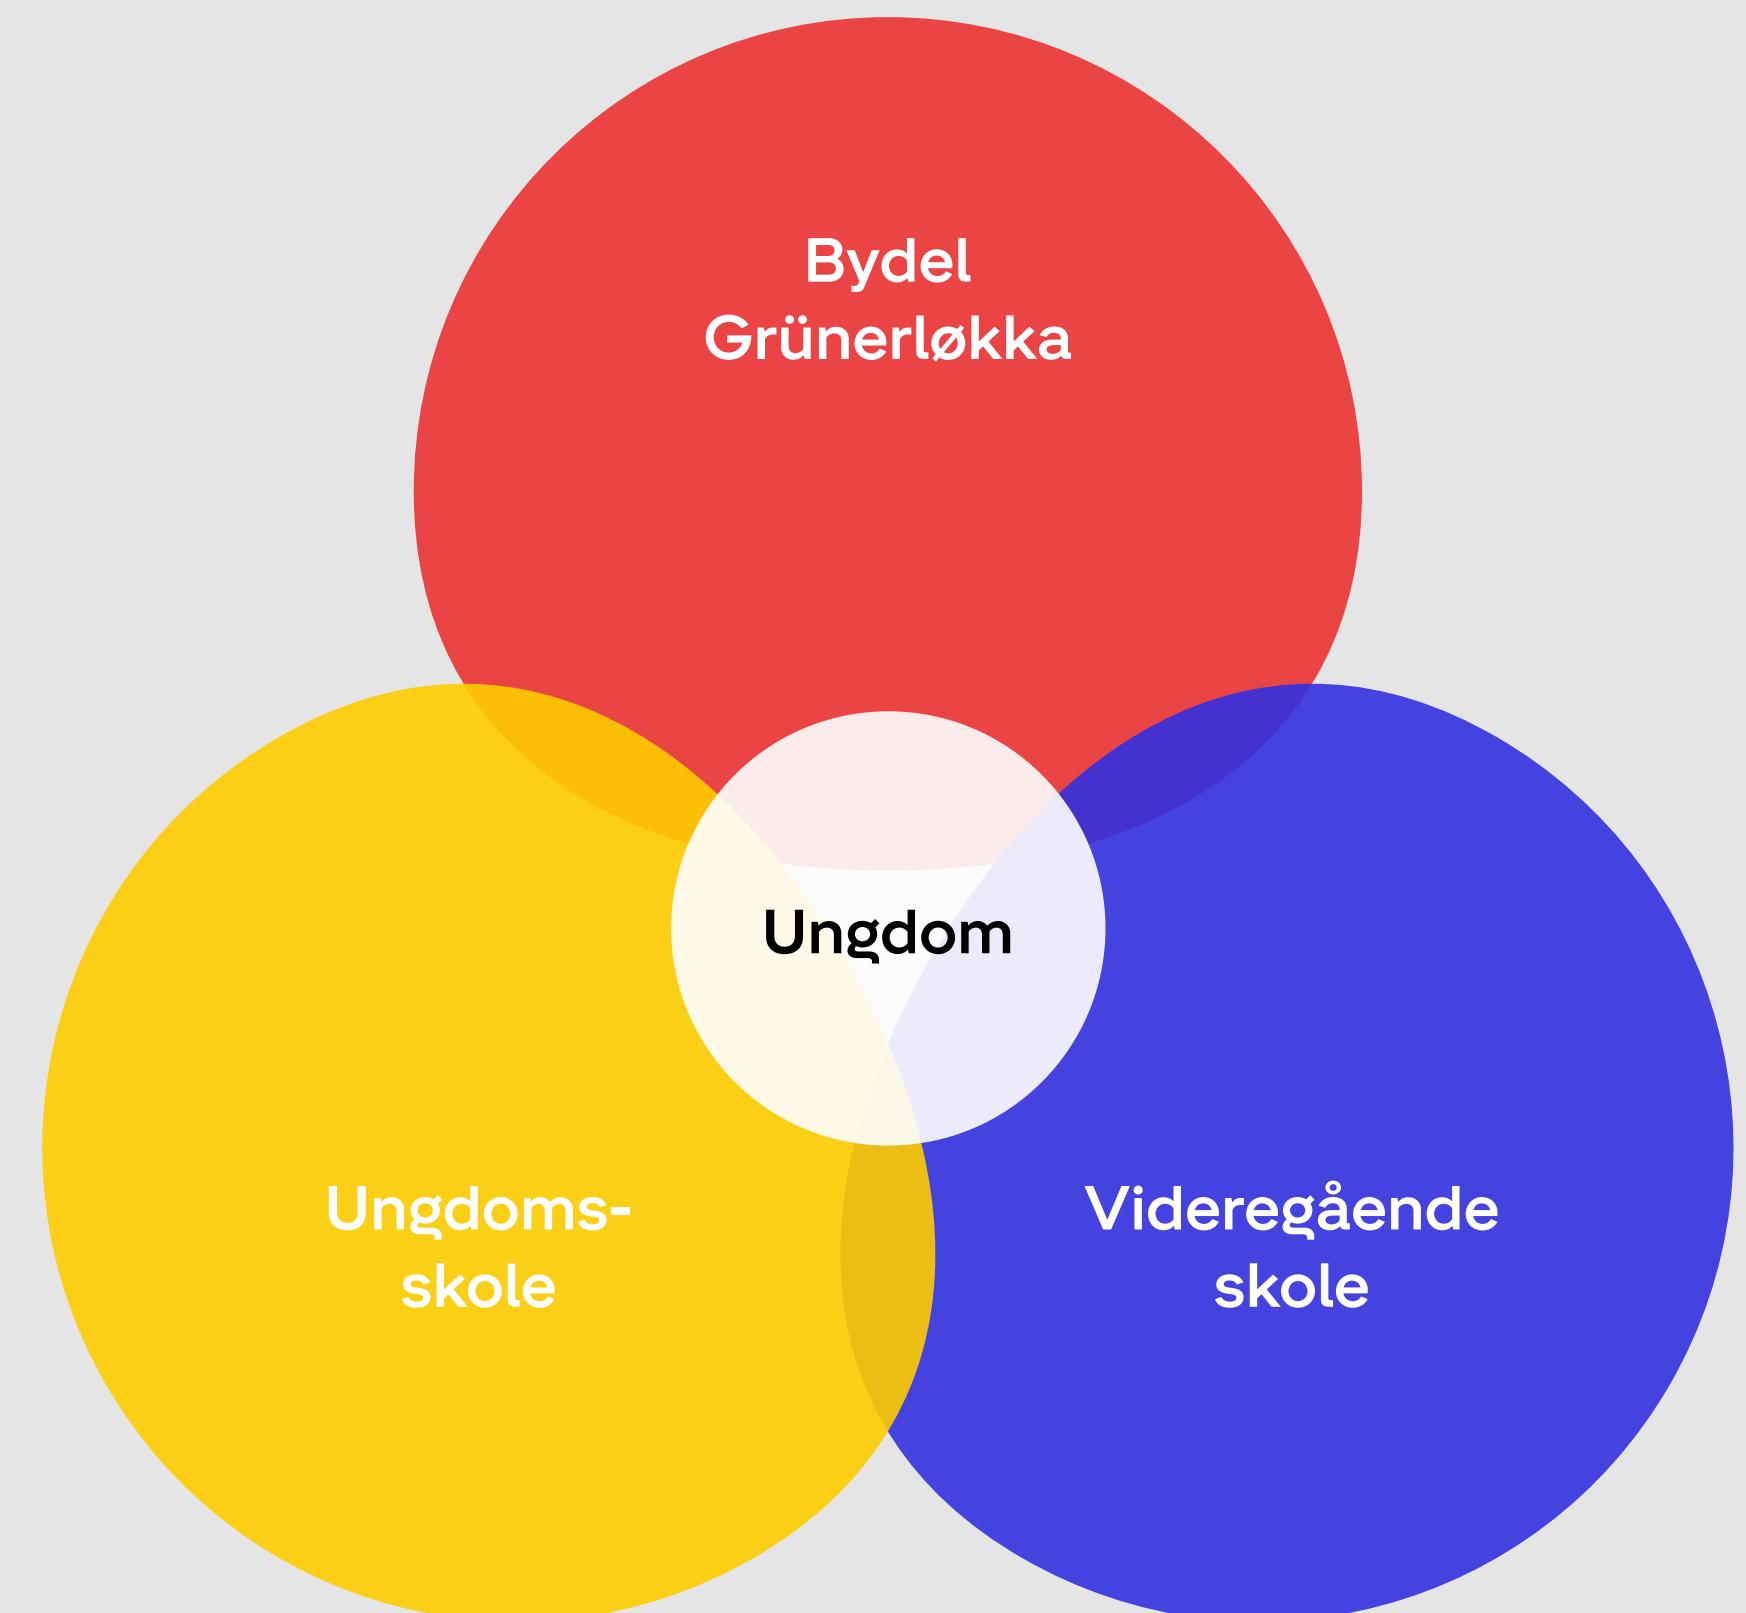 Bydel
Grünerløkka
Ungdom
Ungdoms-
skole
Videregående
skole